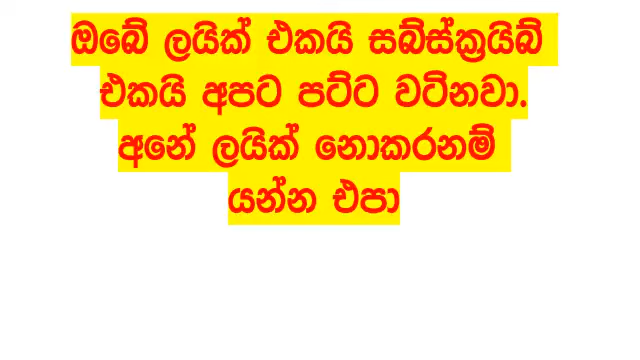 ඔබේ ලයික් එකයි සබ්ස්ක්‍රයිබ්
එකයි අපට පට්ට වටිනවා.
අනේ ලයික් නොකරනම්
යන්න එපා